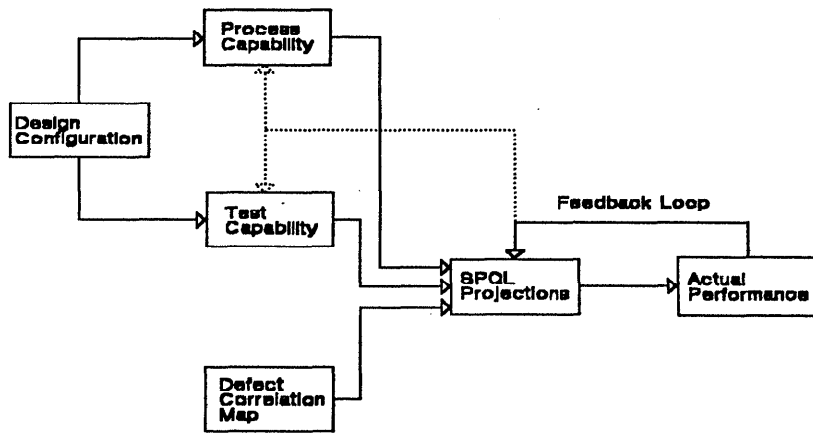 Process
Capability
Design
Configuration
Test
Capability
Feedback Loop
SPQL
Projections
Actual
Performance
Defect
Correlation
Map